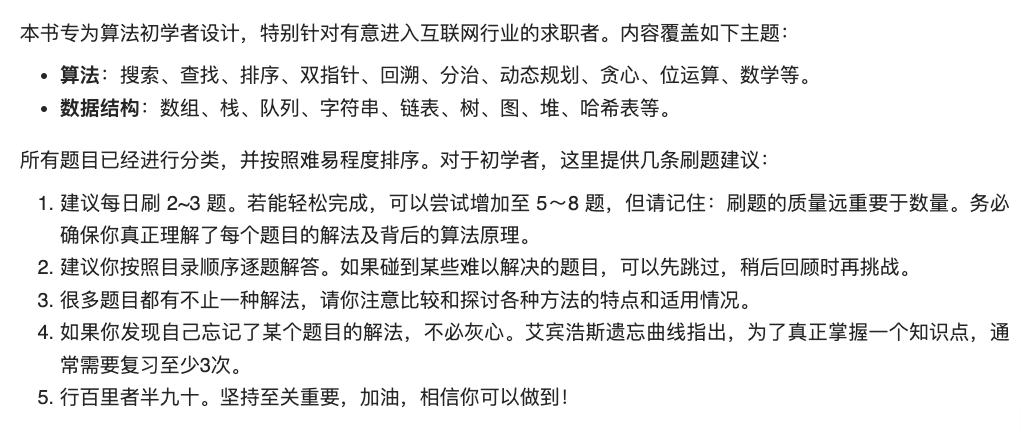 本书专为算法初学者设计，特别针对有意进入互联网行业的求职者。内容覆盖如下主题：
• 算法：搜索、查找、排序、双指针、回溯、分治、动态规划、贪心、位运算、数学等。
• 数据结构：数组、栈、队列、字符串、链表、树、图、堆、哈希表等。
所有题目已经进行分类，并按照难易程度排序。对于初学者，这里提供几条刷题建议：
1. 建议每日刷 2~3 题。若能轻松完成，可以尝试增加至 5～8 题，但请记住：刷题的质量远重要于数量。务必
确保你真正理解了每个题目的解法及背后的算法原理。
2. 建议你按照目录顺序逐题解答。如果碰到某些难以解决的题目，可以先跳过，稍后回顾时再挑战。
3. 很多题目都有不止一种解法，请你注意比较和探讨各种方法的特点和适用情况。
4. 如果你发现自己忘记了某个题目的解法，不必灰心。艾宾浩斯遗忘曲线指出，为了真正掌握一个知识点，通
常需要复习至少3次。
5. 行百里者半九十。坚持至关重要，加油，相信你可以做到！